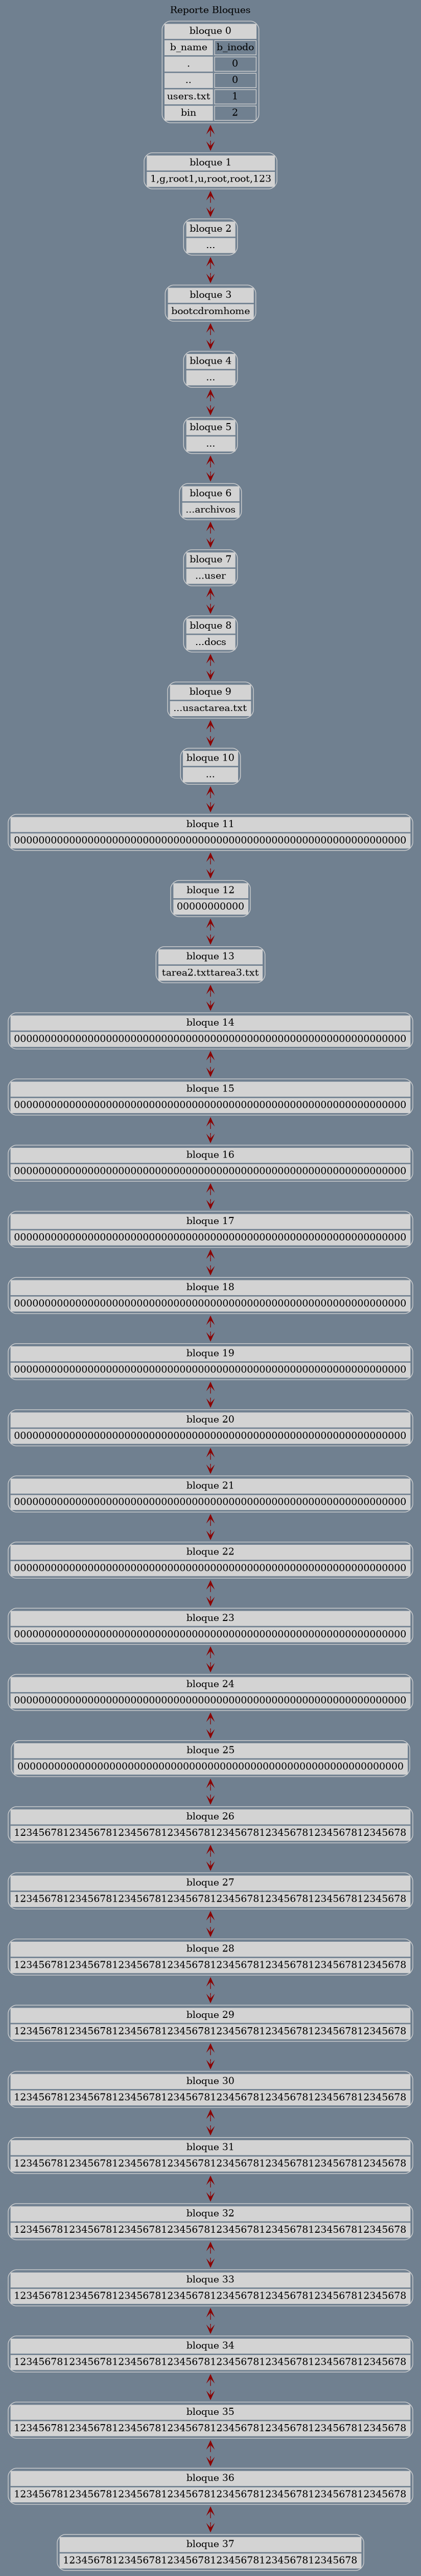 Reporte Bloques
bloque 0
b_name b_inodo
. 0
.. 0
users.txt 1
bin 2
bloque 1
1,g,root1,u,root,root,123
bloque 2
...
bloque 3
bootcdromhome
bloque 4
...
bloque 5
...
bloque 6
...archivos
bloque 7
...user
bloque 8
...docs
bloque 9
...usactarea.txt
bloque 10
...
bloque 11
0000000000000000000000000000000000000000000000000000000000000000
bloque 12
00000000000
bloque 13
tarea2.txttarea3.txt
bloque 14
0000000000000000000000000000000000000000000000000000000000000000
bloque 15
0000000000000000000000000000000000000000000000000000000000000000
bloque 16
0000000000000000000000000000000000000000000000000000000000000000
bloque 17
0000000000000000000000000000000000000000000000000000000000000000
bloque 18
0000000000000000000000000000000000000000000000000000000000000000
bloque 19
0000000000000000000000000000000000000000000000000000000000000000
bloque 20
0000000000000000000000000000000000000000000000000000000000000000
bloque 21
0000000000000000000000000000000000000000000000000000000000000000
bloque 22
0000000000000000000000000000000000000000000000000000000000000000
bloque 23
0000000000000000000000000000000000000000000000000000000000000000
bloque 24
0000000000000000000000000000000000000000000000000000000000000000
bloque 25
000000000000000000000000000000000000000000000000000000000000000
bloque 26
1234567812345678123456781234567812345678123456781234567812345678
bloque 27
1234567812345678123456781234567812345678123456781234567812345678
bloque 28
1234567812345678123456781234567812345678123456781234567812345678
bloque 29
1234567812345678123456781234567812345678123456781234567812345678
bloque 30
1234567812345678123456781234567812345678123456781234567812345678
bloque 31
1234567812345678123456781234567812345678123456781234567812345678
bloque 32
1234567812345678123456781234567812345678123456781234567812345678
bloque 33
1234567812345678123456781234567812345678123456781234567812345678
bloque 34
1234567812345678123456781234567812345678123456781234567812345678
bloque 35
1234567812345678123456781234567812345678123456781234567812345678
bloque 36
1234567812345678123456781234567812345678123456781234567812345678
bloque 37
123456781234567812345678123456781234567812345678